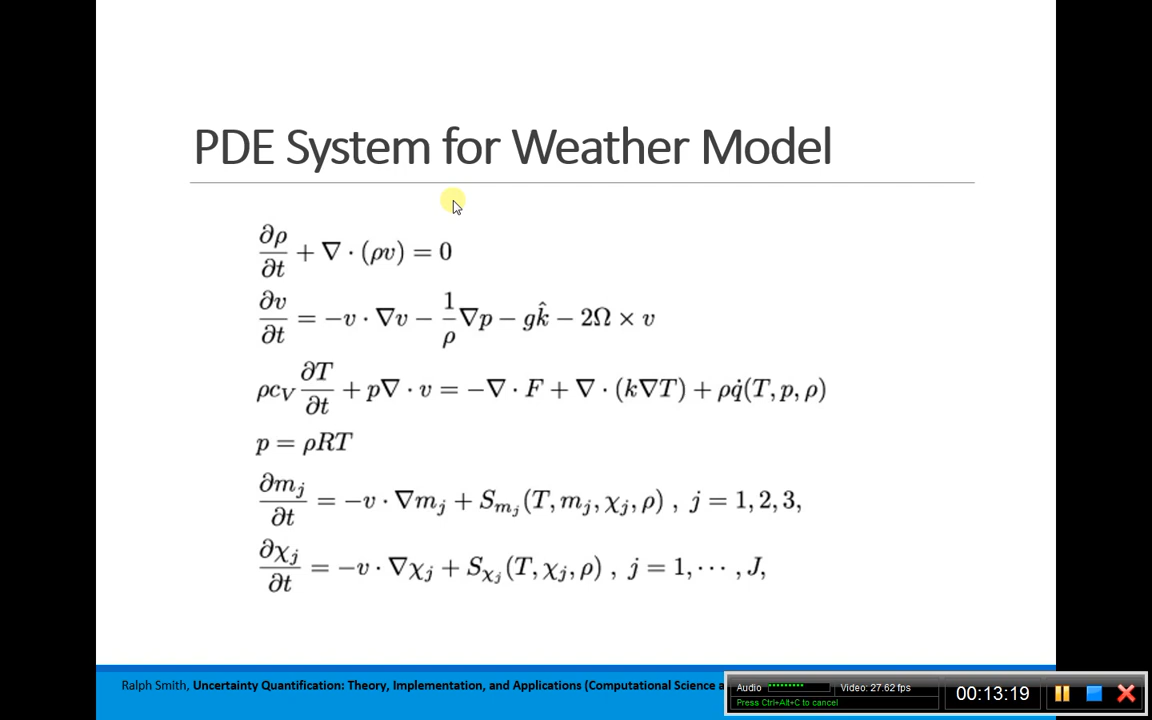 PDE System for Weather Model
∂ρ/∂t + ∇ · (ρv) = 0
∂v/∂t = −v · ∇v − 1/ρ ∇p − gk̂ − 2Ω × v
ρc_V ∂T/∂t + p∇ · v = −∇ · F + ∇ · (k∇T) + ρq̇(T, p, ρ)
p = ρRT
∂m_j/∂t = −v · ∇m_j + S_{m_j}(T, m_j, χ_j, ρ) , j = 1, 2, 3,
∂χ_j/∂t = −v · ∇χ_j + S_{χ_j}(T, χ_j, ρ) , j = 1, ⋯ , J,
Ralph Smith, Uncertainty Quantification: Theory, Implementation, and Applications (Computational Science a
Audio Video: 27.62 fps
Press Ctrl+Alt+C to cancel
00:13:19